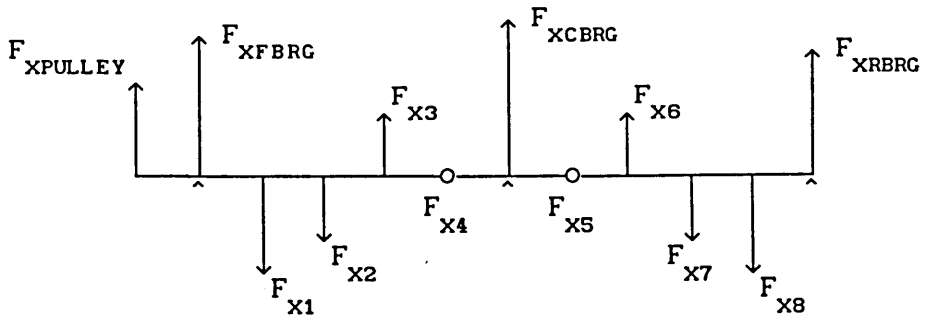 F XPULLEY
F XFBRG
F X3
F XCBRG
F X6
F XRBRG
F X1
F X2
F X4
F X5
F X7
F X8